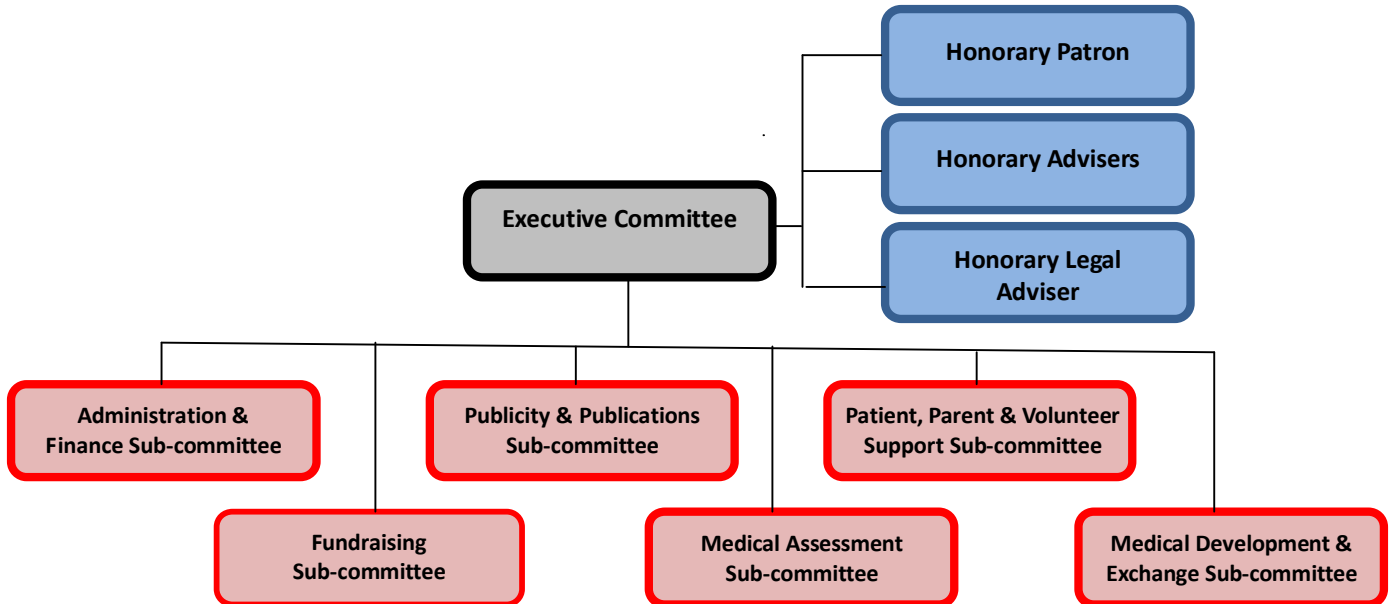 Honorary Patron
Honorary Advisers
Executive Committee
Honorary Legal
Adviser
Administration &
Finance Sub-committee
Publicity & Publications
Sub-committee
Patient, Parent & Volunteer
Support Sub-committee
Fundraising
Sub-committee
Medical Assessment
Sub-committee
Medical Development &
Exchange Sub-committee